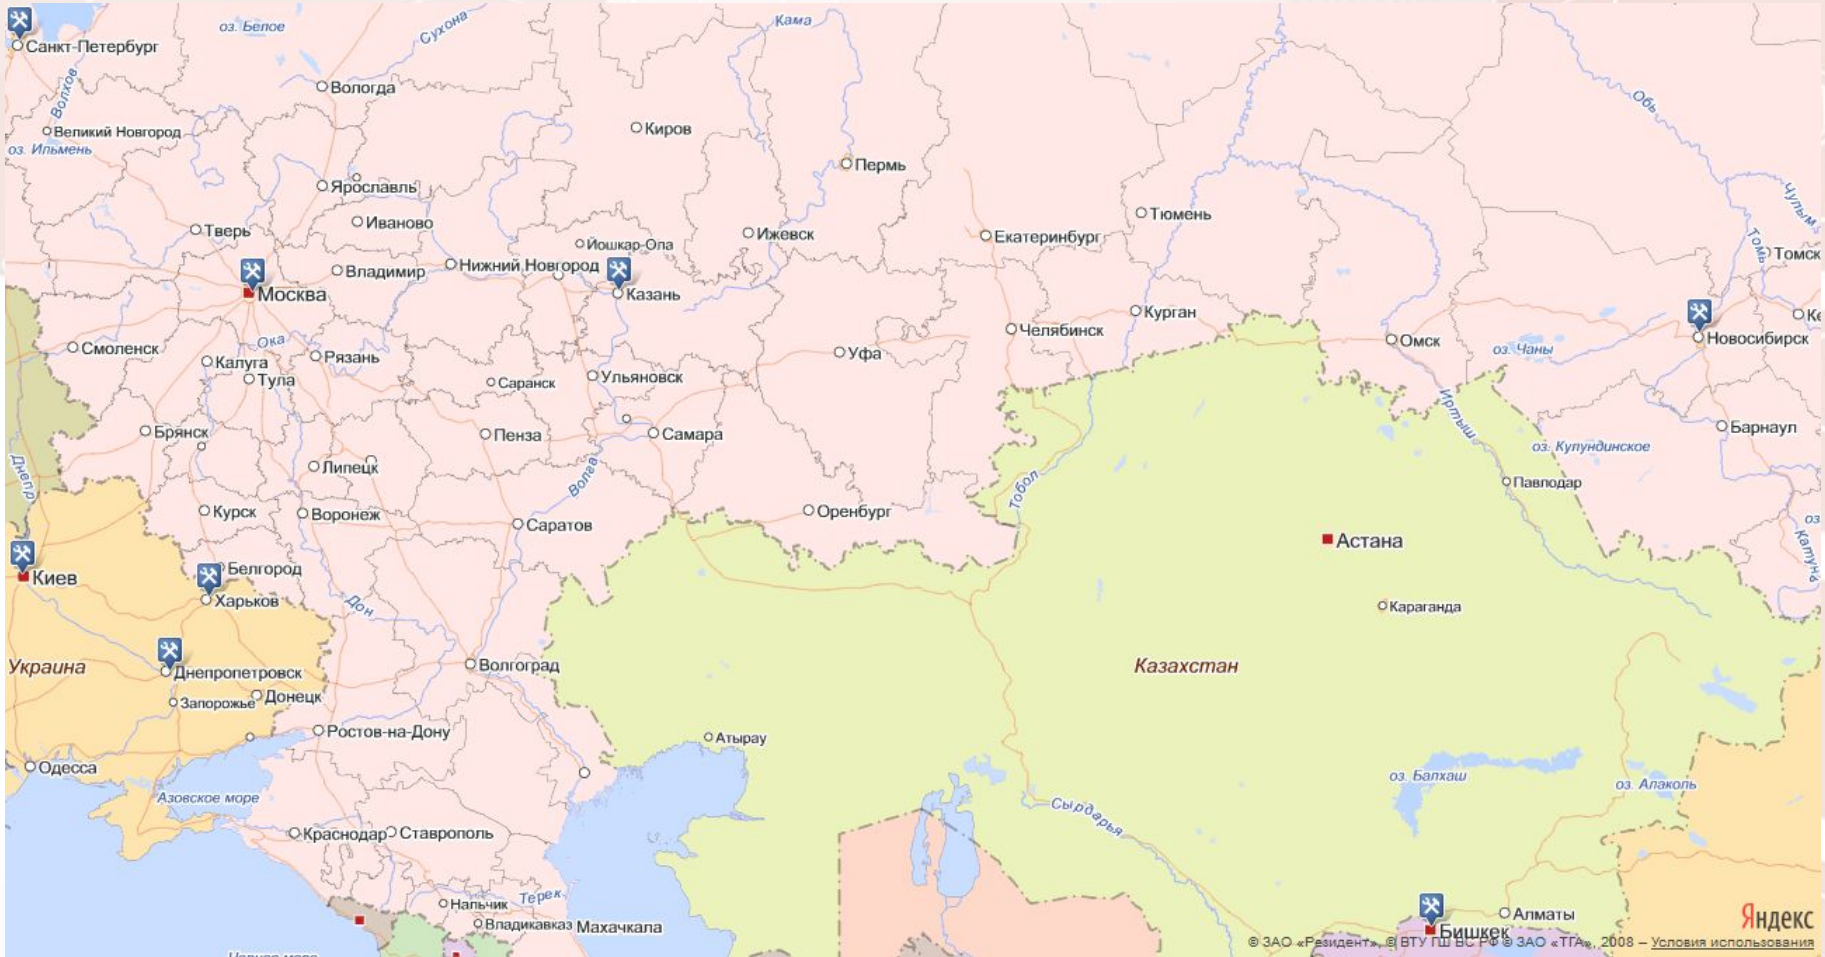 оз. Белое
Сухона
Кама
Санкт-Петербург
Волхов
Вологда
Обь
Великий Новгород
Киров
оз. Ильмень
Пермь
Ярославль
Чулым
Иваново
Тюмень
Тверь
Ижевск
Екатеринбург
Йошкар-Ола
Томь
Томск
Владимир
Нижний Новгород
Москва
Казань
Курган
Ке
Челябинск
Ока
Омск
Новосибирск
Смоленск
Рязань
Уфа
оз. Чаны
Калуга
Тула
Саранск
Ульяновск
Иртыш
Брянск
Пенза
Самара
Барнаул
оз. Кулундинское
Липецк
Днепр
Волга
Тобол
Павлодар
Курск
Воронеж
Саратов
Оренбург
оз
Астана
Катунь
Киев
Белгород
Харьков
Дон
Караганда
Украина
Волгоград
Казахстан
Днепропетровск
Запорожье
Донецк
Ростов-на-Дону
Атырау
Одесса
оз. Балхаш
оз. Алаколь
Азовское море
Сырдарья
Краснодар
Ставрополь
Терек
Нальчик
Алматы
Яндекс
Владикавказ
Махачкала
Бишкек
© ЗАО «Резидент», © ВТУ ГШ ВС РФ © ЗАО «ТГА», 2008 – Условия использования